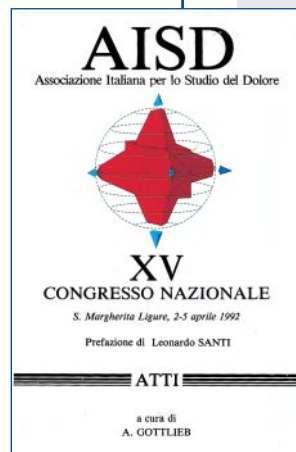 AISD
Associazione Italiana per lo Studio del Dolore
XV
CONGRESSO NAZIONALE
S. Margherita Ligure, 2-5 aprile 1992
Prefazione di Leonardo SANTI
ATTI
a cura di
A. GOTTLIEB